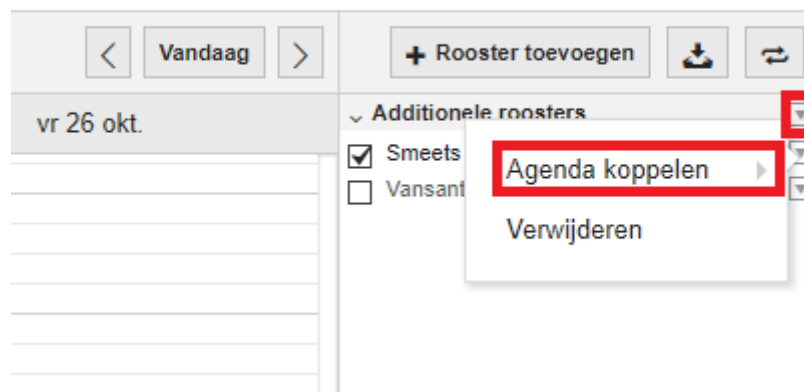 Vandaag
+ Rooster toevoegen
vr 26 okt.
Additionele roosters
Smeets
Agenda koppelen
Vansant
Verwijderen